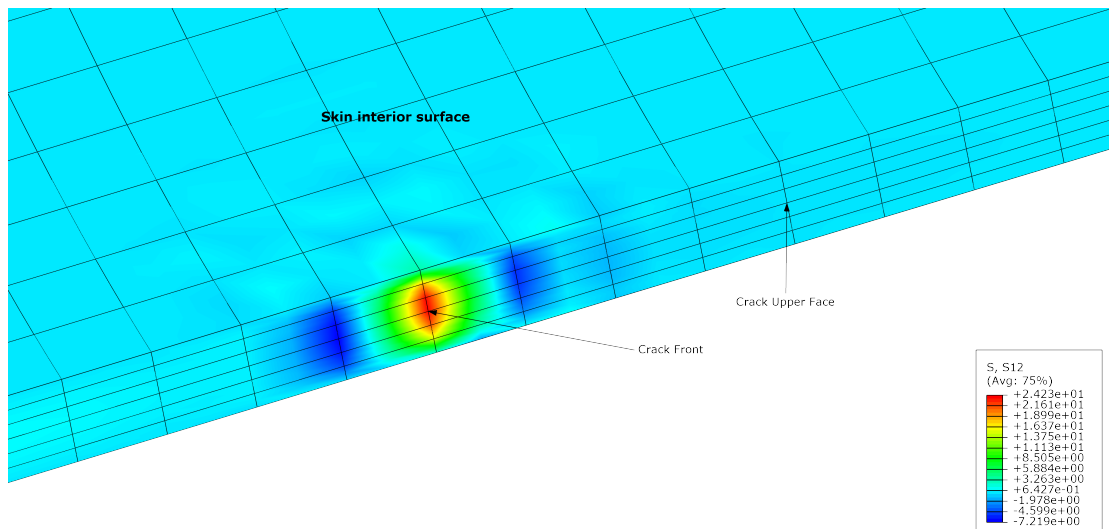 Skin interior surface
Crack Upper Face
Crack Front
S, S12
(Avg: 75%)
+2.423e+01
+2.161e+01
+1.899e+01
+1.637e+01
+1.375e+01
+1.113e+01
+8.505e+00
+5.884e+00
+3.263e+00
+6.427e-01
-1.978e+00
-4.599e+00
-7.219e+00